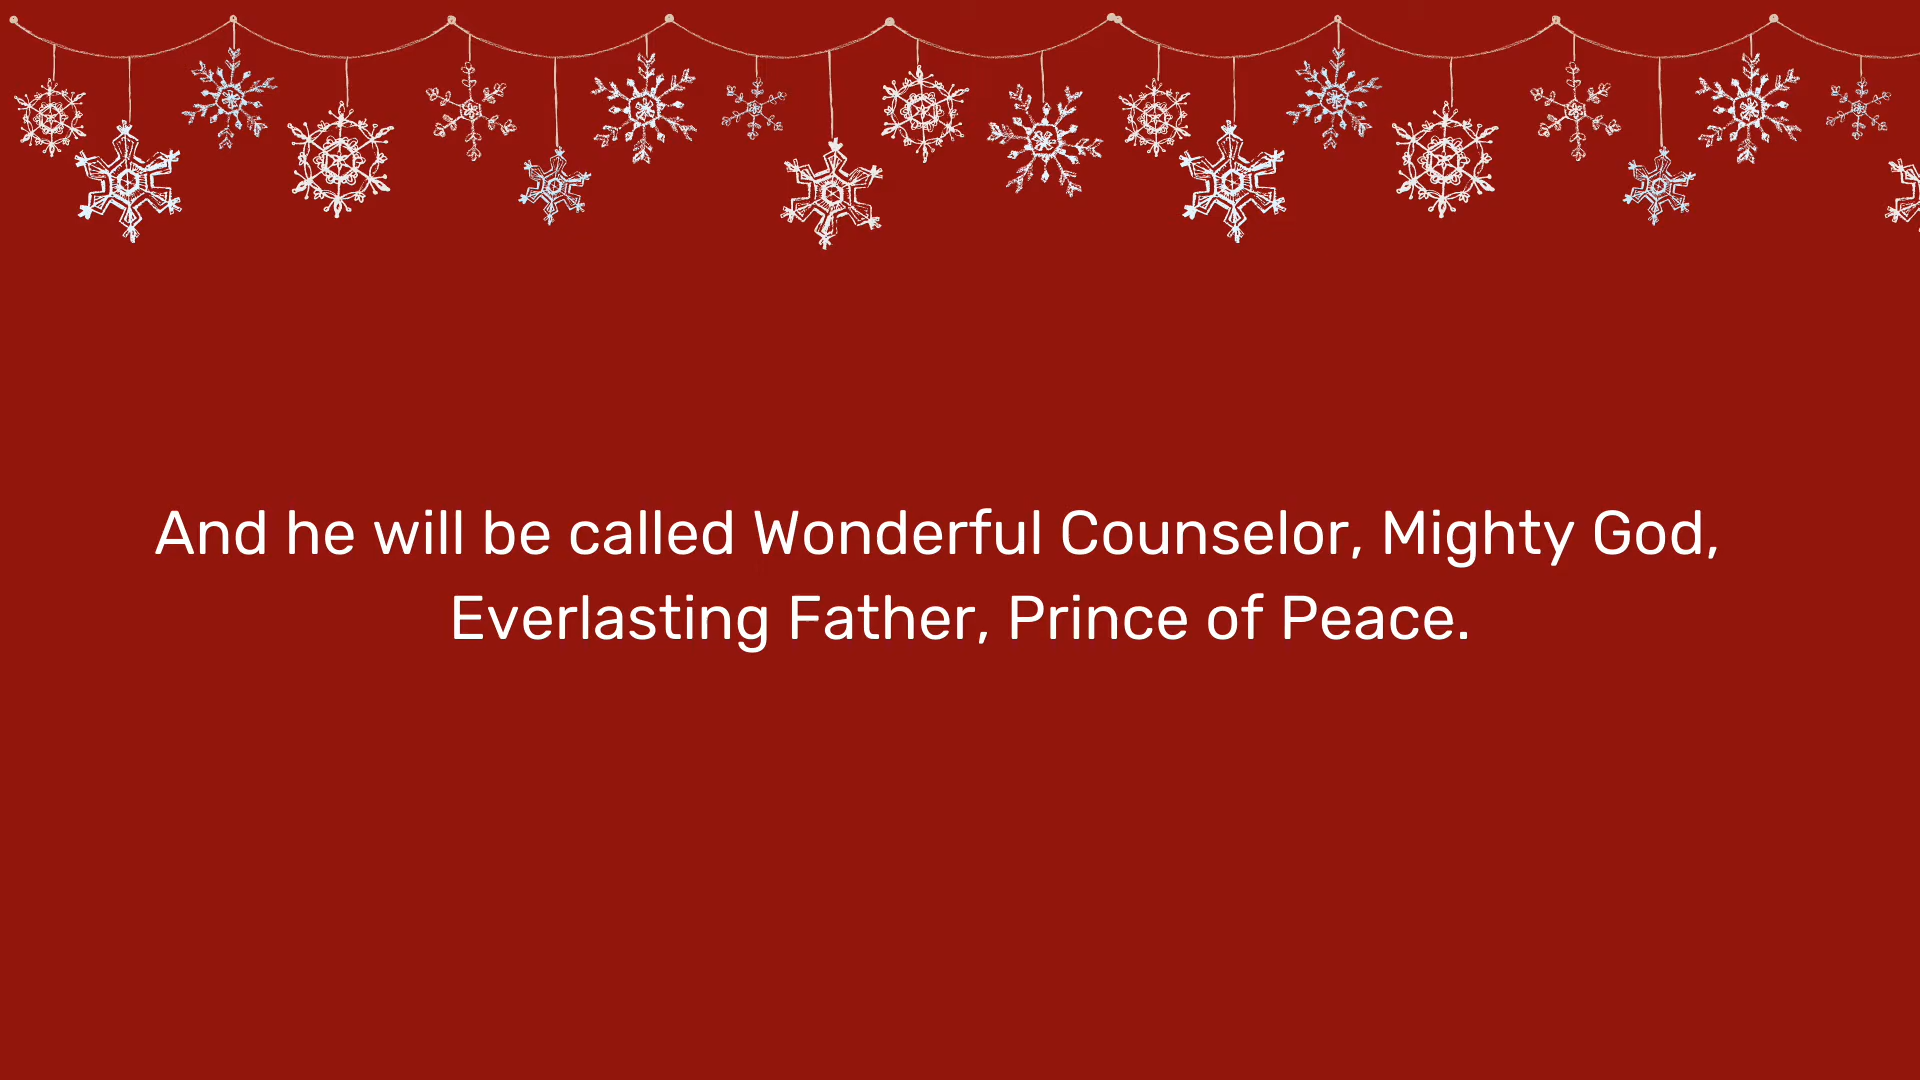 And he will be called Wonderful Counselor, Mighty God,
Everlasting Father, Prince of Peace.